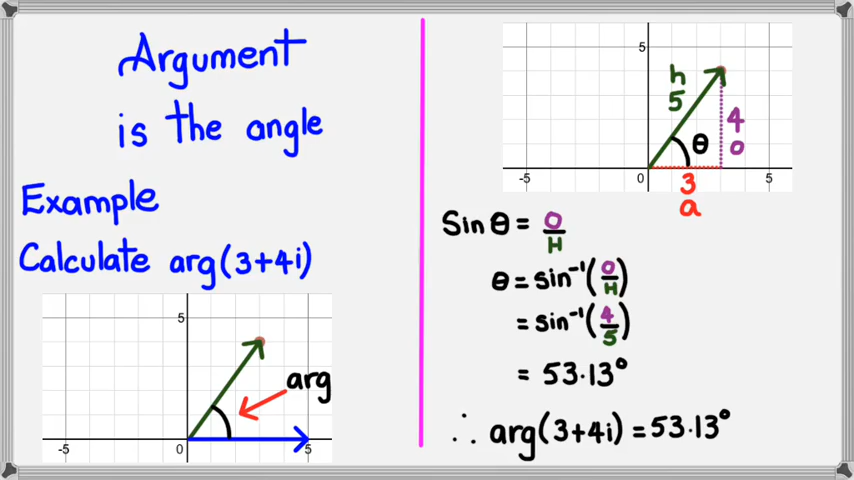 Argument
is the angle
Example
Calculate arg(3+4i)
5
arg
-5 0 5
5
h
5
θ
4
o
-5 0 5
3
a
Sin θ = O/H
θ = sin⁻¹(O/H)
= sin⁻¹(4/5)
= 53.13°
∴ arg(3+4i) = 53.13°